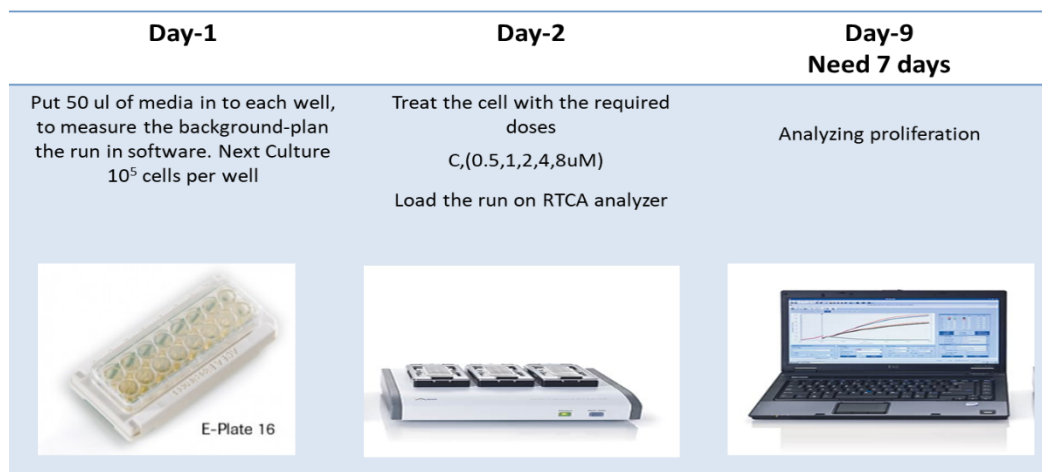 Day-1
Day-2
Day-9
Need 7 days
Put 50 ul of media in to each well,
to measure the background-plan
the run in software. Next Culture
10⁵ cells per well
Treat the cell with the required
doses
C,(0.5,1,2,4,8uM)
Load the run on RTCA analyzer
Analyzing proliferation
E-Plate 16